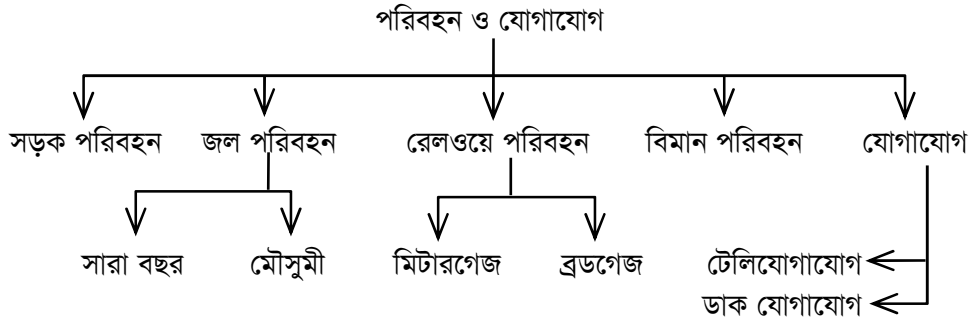 পরিবহন ও যোগাযোগ
সড়ক পরিবহন জল পরিবহন রেলওয়ে পরিবহন বিমান পরিবহন যোগাযোগ
সারা বছর মৌসুমী মিটারগেজ ব্রডগেজ টেলিযোগাযোগ
ডাক যোগাযোগ